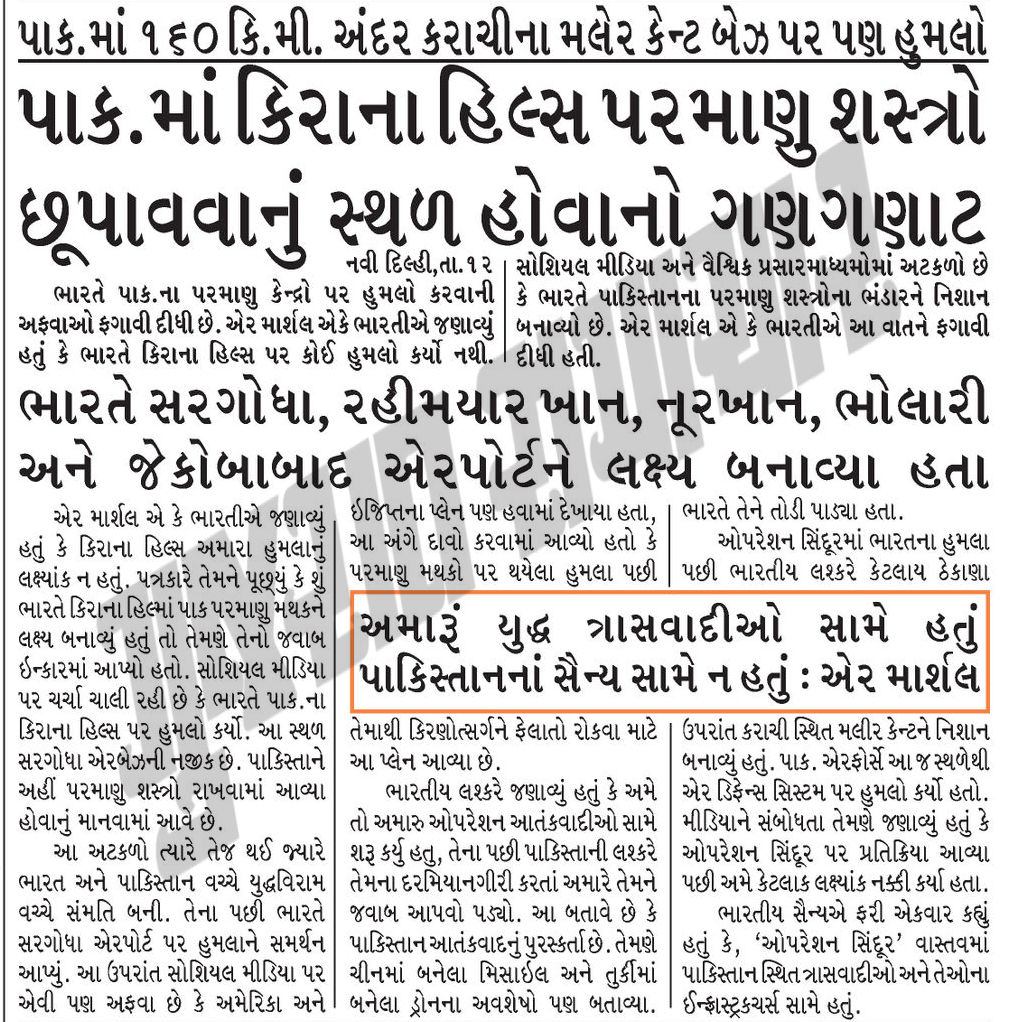 પાક.માં ૧૬૦ કિ.મી. અંદર કરાચીના મલેર કેન્ટ બેઝ પર પણ હુમલો
પાક.માં કિરાના હિલ્સ પરમાણુ શસ્ત્રો
છૂપાવવાનું સ્થળ હોવાનો ગણગણાટ
નવી દિલ્હી,તા.૧૨
ભારતે પાક.ના પરમાણુ કેન્દ્રો પર હુમલો કરવાની
અફવાઓ ફગાવી દીધી છે. એર માર્શલ એકે ભારતીએ જણાવ્યું
હતું કે ભારતે કિરાના હિલ્સ પર કોઈ હુમલો કર્યો નથી.
સોશિયલ મીડિયા અને વૈશ્વિક પ્રસારમાધ્યમોમાં અટકળો છે
કે ભારતે પાકિસ્તાનના પરમાણુ શસ્ત્રોના ભંડારને નિશાન
બનાવ્યો છે. એર માર્શલ એ કે ભારતીએ આ વાતને ફગાવી
દીધી હતી.
ભારતે સરગોધા, રહીમયાર ખાન, નૂરખાન, ભોલારી
અને જેકોબાબાદ એરપોર્ટને લક્ષ્ય બનાવ્યા હતા
એર માર્શલ એ કે ભારતીએ જણાવ્યું
હતું કે કિરાના હિલ્સ અમારા હુમલાનું
લક્ષ્યાંક ન હતું. પત્રકારે તેમને પૂછ્યું કે શું
ભારતે કિરાના હિલ્માં પાક પરમાણુ મથકને
લક્ષ્ય બનાવ્યું હતું તો તેમણે તેનો જવાબ
ઇન્કારમાં આપ્યો હતો. સોશિયલ મીડિયા
પર ચર્ચા ચાલી રહી છે કે ભારતે પાક.ના
કિરાના હિલ્સ પર હુમલો કર્યો. આ સ્થળ
સરગોધા એરબેઝની નજીક છે. પાકિસ્તાને
અહીં પરમાણુ શસ્ત્રો રાખવામાં આવ્યા
હોવાનું માનવામાં આવે છે.
આ અટકળો ત્યારે તેજ થઈ જ્યારે
ભારત અને પાકિસ્તાન વચ્ચે યુદ્ધવિરામ
વચ્ચે સંમતિ બની. તેના પછી ભારતે
સરગોધા એરપોર્ટ પર હુમલાને સમર્થન
આપ્યું. આ ઉપરાંત સોશિયલ મીડિયા પર
એવી પણ અફવા છે કે અમેરિકા અને
ઇજિપ્તના પ્લેન પણ હવામાં દેખાયા હતા,
આ અંગે દાવો કરવામાં આવ્યો હતો કે
પરમાણુ મથકો પર થયેલા હુમલા પછી
તેમાથી કિરણોત્સર્ગને ફેલાતો રોકવા માટે
આ પ્લેન આવ્યા છે.
ભારતીય લશ્કરે જણાવ્યું હતું કે અમે
તો અમારુ ઓપરેશન આતંકવાદીઓ સામે
શરૂ કર્યુ હતુ, તેના પછી પાકિસ્તાની લશ્કરે
તેમના દરમિયાનગીરી કરતાં અમારે તેમને
જવાબ આપવો પડ્યો. આ બતાવે છે કે
પાકિસ્તાન આતંકવાદનું પુરસ્કર્તા છે. તેમણે
ચીનમાં બનેલા મિસાઇલ અને તુર્કીમાં
બનેલા ડ્રોનના અવશેષો પણ બતાવ્યા.
ભારતે તેને તોડી પાડ્યા હતા.
ઓપરેશન સિંદૂરમાં ભારતના હુમલા
પછી ભારતીય લશ્કરે કેટલાય ઠેકાણા
અમારૂં યુદ્ધ ત્રાસવાદીઓ સામે હતું
પાકિસ્તાનનાં સૈન્ય સામે ન હતું : એર માર્શલ
ઉપરાંત કરાચી સ્થિત મલીર કેન્ટને નિશાન
બનાવ્યું હતું. પાક. એરફોર્સે આ જ સ્થળેથી
એર ડિફેન્સ સિસ્ટમ પર હુમલો કર્યો હતો.
મીડિયાને સંબોધતા તેમણે જણાવ્યું હતું કે
ઓપરેશન સિંદૂર પર પ્રતિક્રિયા આવ્યા
પછી અમે કેટલાક લક્ષ્યાંક નક્કી કર્યા હતા.
ભારતીય સૈન્યએ ફરી એકવાર કહ્યું
હતું કે, ‘ઓપરેશન સિંદૂર’ વાસ્તવમાં
પાકિસ્તાન સ્થિત ત્રાસવાદીઓ અને તેઓના
ઈન્ફ્રાસ્ટ્રકચર્સ સામે હતું.
ગુજરાત સમાચાર